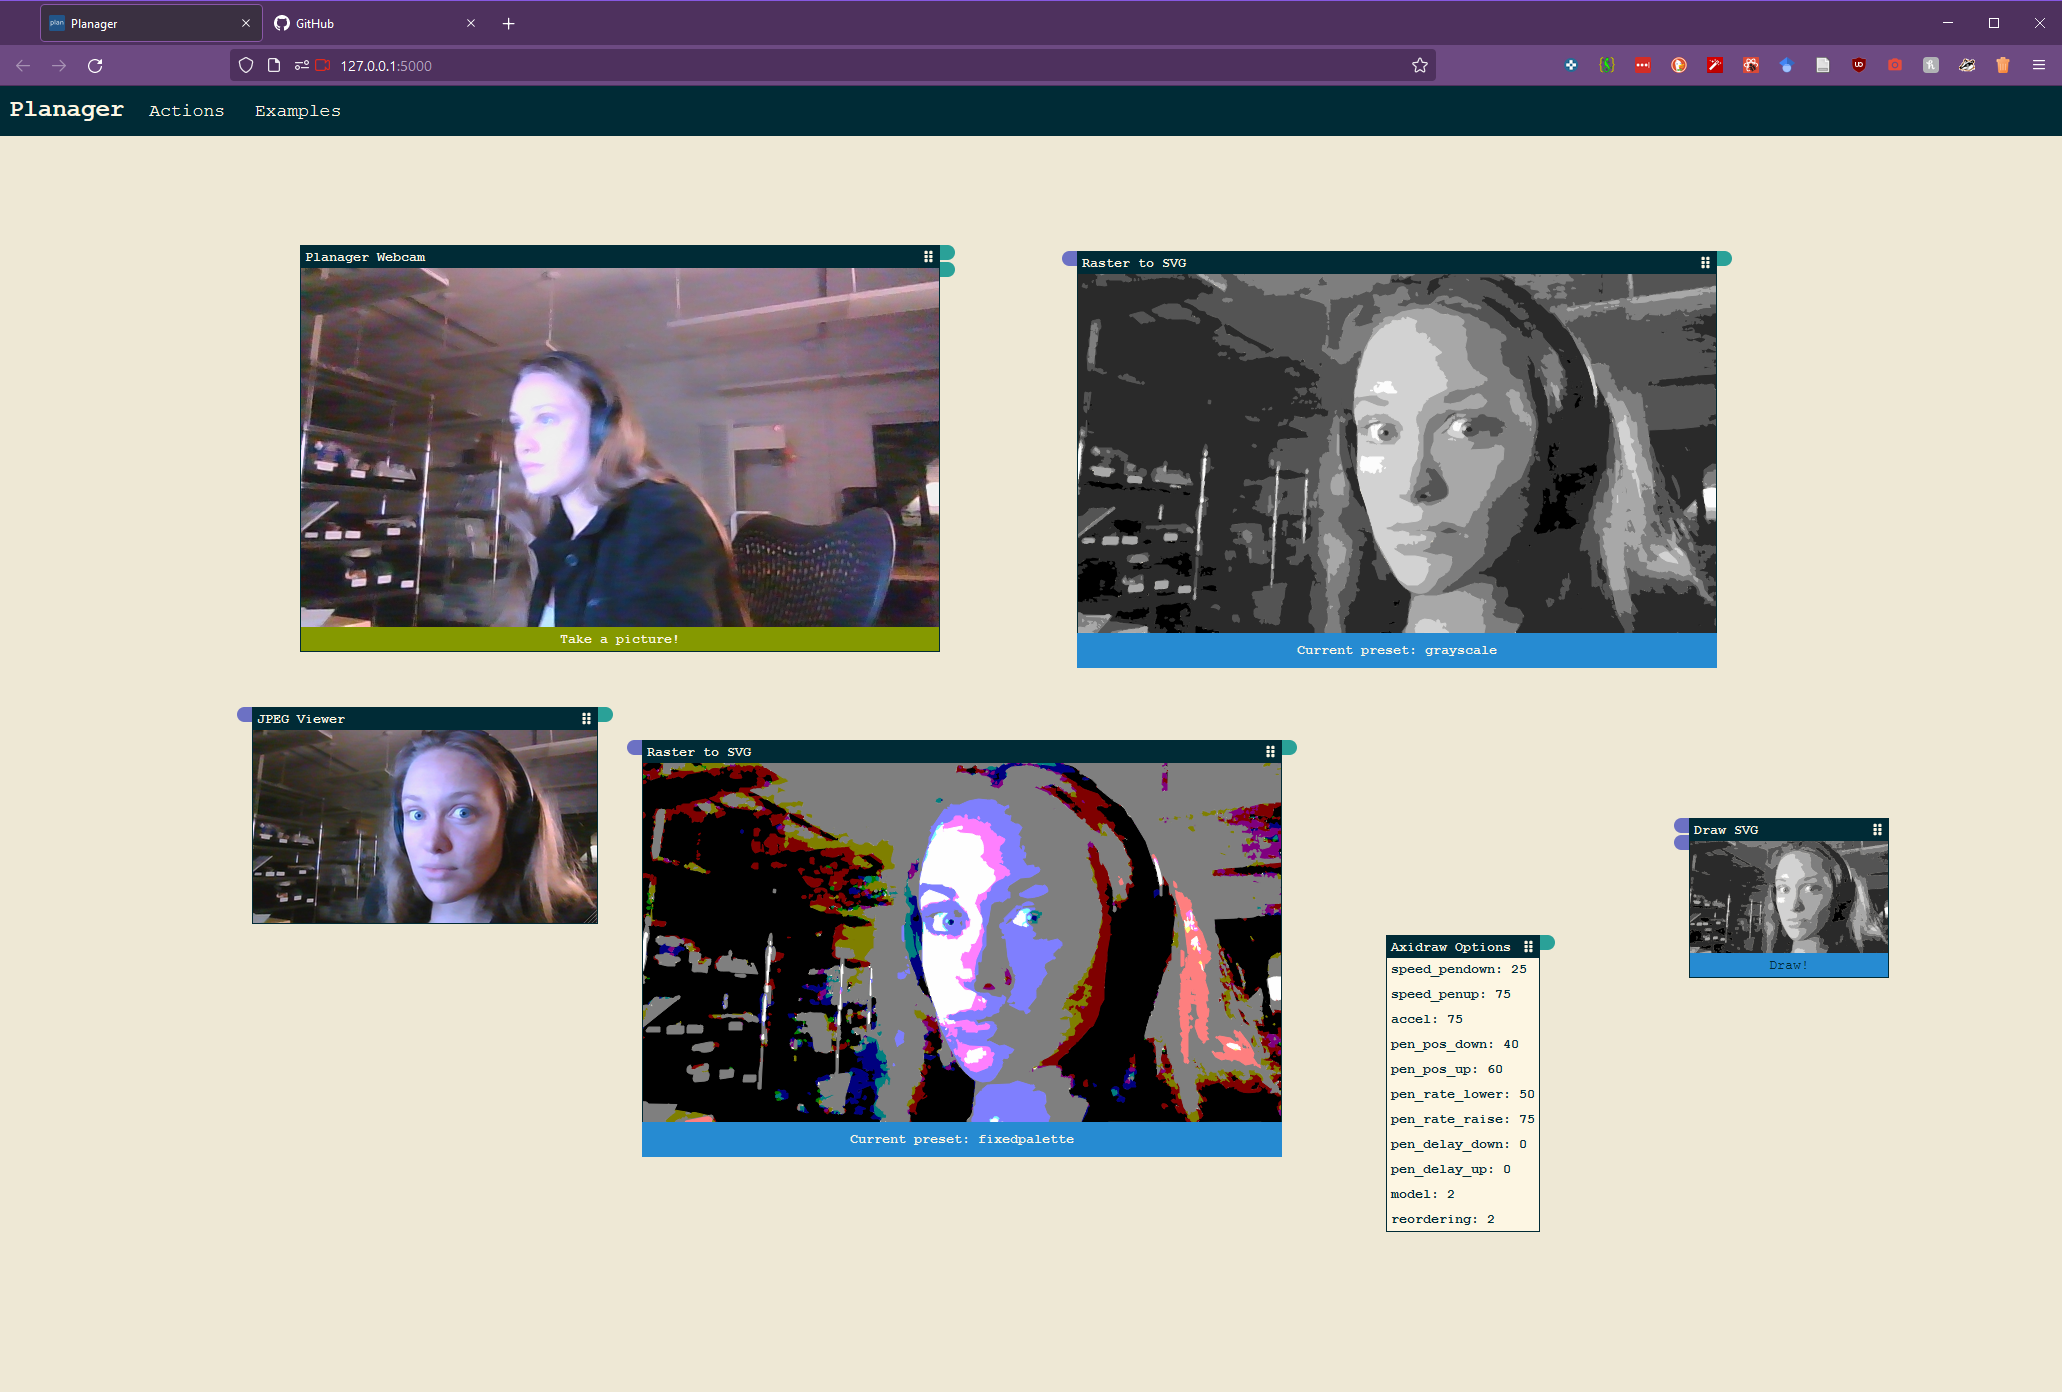 Planager
GitHub
127.0.0.1:5000
Planager Actions Examples
Planager Webcam
Take a picture!
Raster to SVG
Current preset: grayscale
JPEG Viewer
Raster to SVG
Current preset: fixedpalette
Axidraw Options
speed_pendown: 25
speed_penup: 75
accel: 75
pen_pos_down: 40
pen_pos_up: 60
pen_rate_lower: 50
pen_rate_raise: 75
pen_delay_down: 0
pen_delay_up: 0
model: 2
reordering: 2
Draw SVG
Draw!